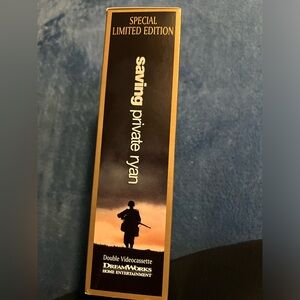 SPECIAL
LIMITED EDITION
saving private ryan
Double Videocassette
DREAMWORKS
HOME ENTERTAINMENT